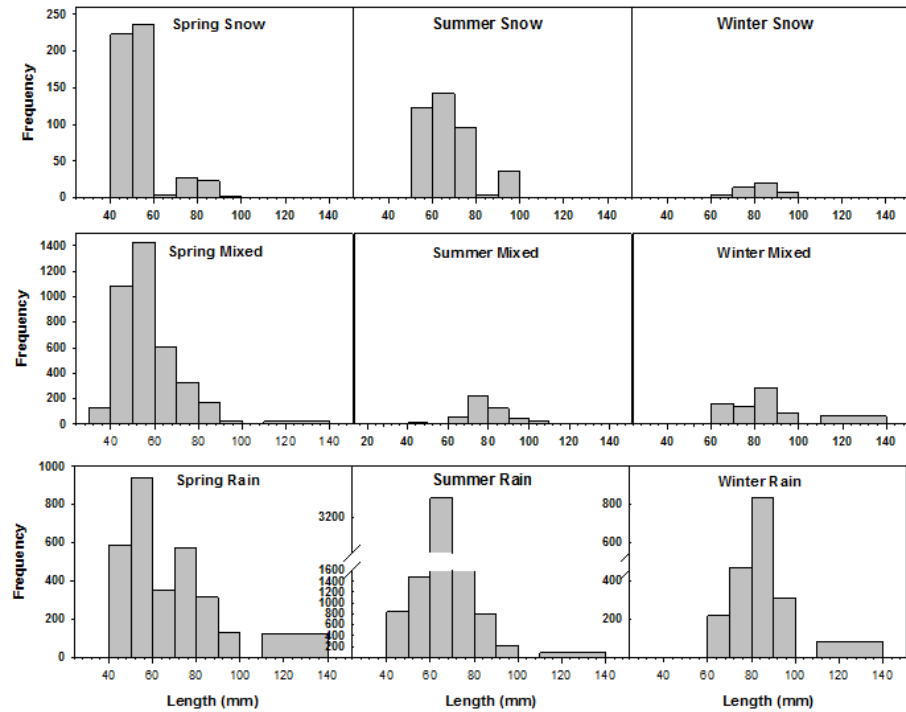 Spring Snow
Summer Snow
Winter Snow
Frequency
250
200
150
100
50
0
40 60 80 100 120 140
40 60 80 100 120 140
40 60 80 100 120 140
Spring Mixed
Summer Mixed
Winter Mixed
Frequency
1400
1200
1000
800
600
400
200
0
40 60 80 100 120 140
20 40 60 80 100 120 140
40 60 80 100 120 140
Spring Rain
Summer Rain
Winter Rain
Frequency
1000
800
600
400
200
0
3200
1600
1400
1200
1000
800
600
400
200
800
600
400
40 60 80 100 120 140
40 60 80 100 120 140
40 60 80 100 120 140
Length (mm)
Length (mm)
Length (mm)